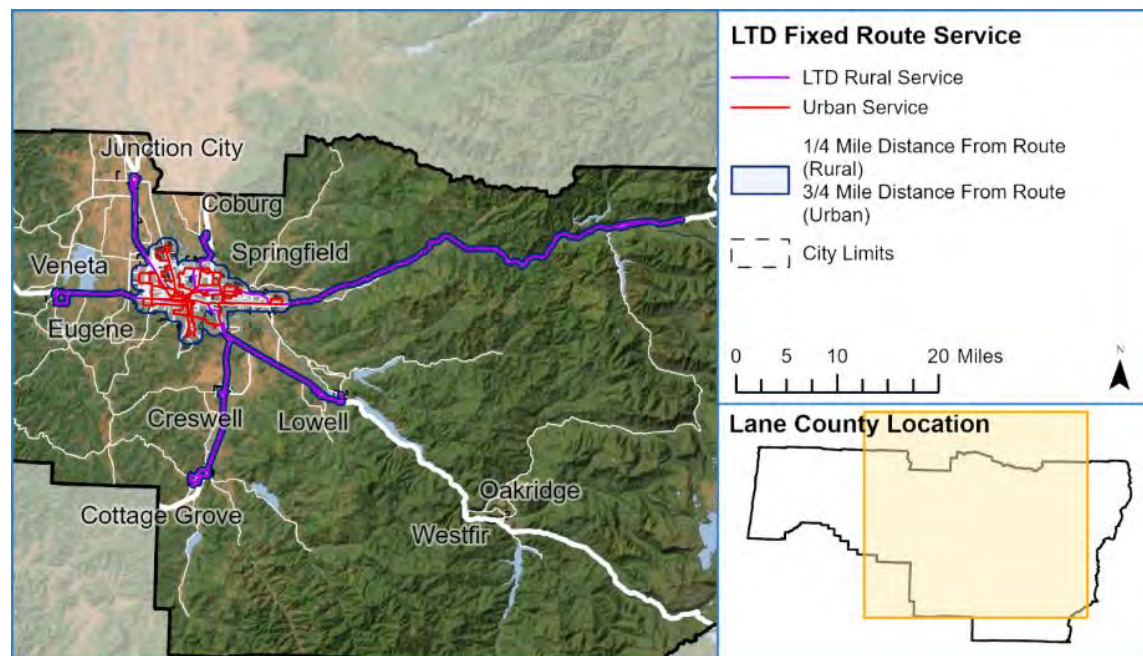 Junction City
Coburg
Springfield
Veneta
Eugene
Creswell
Lowell
Oakridge
Westfir
Cottage Grove
LTD Fixed Route Service
LTD Rural Service
Urban Service
1/4 Mile Distance From Route
(Rural)
3/4 Mile Distance From Route
(Urban)
City Limits
0 5 10 20 Miles
N
Lane County Location